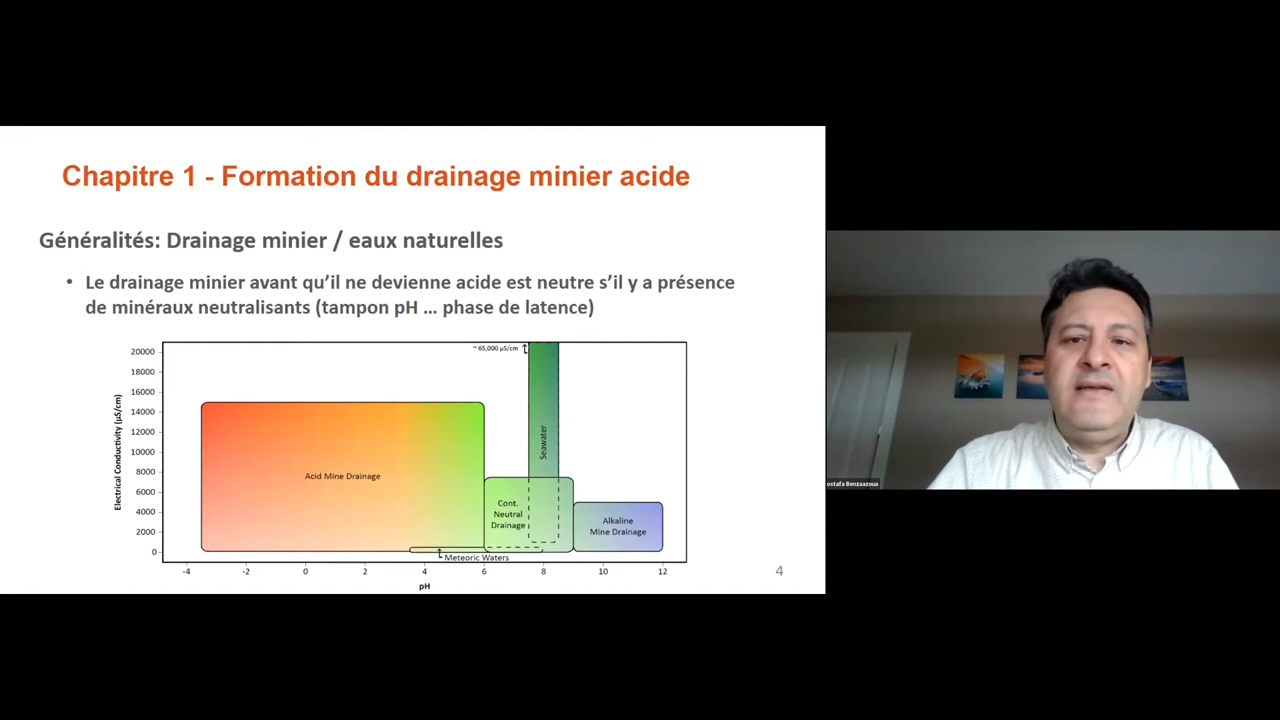 Chapitre 1 - Formation du drainage minier acide
Généralités: Drainage minier / eaux naturelles
• Le drainage minier avant qu'il ne devienne acide est neutre s'il y a présence
de minéraux neutralisants (tampon pH … phase de latence)
Electrical Conductivity (µS/cm)
20000
18000
16000
14000
12000
10000
8000
6000
4000
2000
0
~ 65,000 µS/cm
Seawater
Acid Mine Drainage
Cont.
Neutral
Drainage
Alkaline
Mine Drainage
Meteoric Waters
-4 -2 0 2 4 6 8 10 12
pH
4
ostafa Benzaazoua